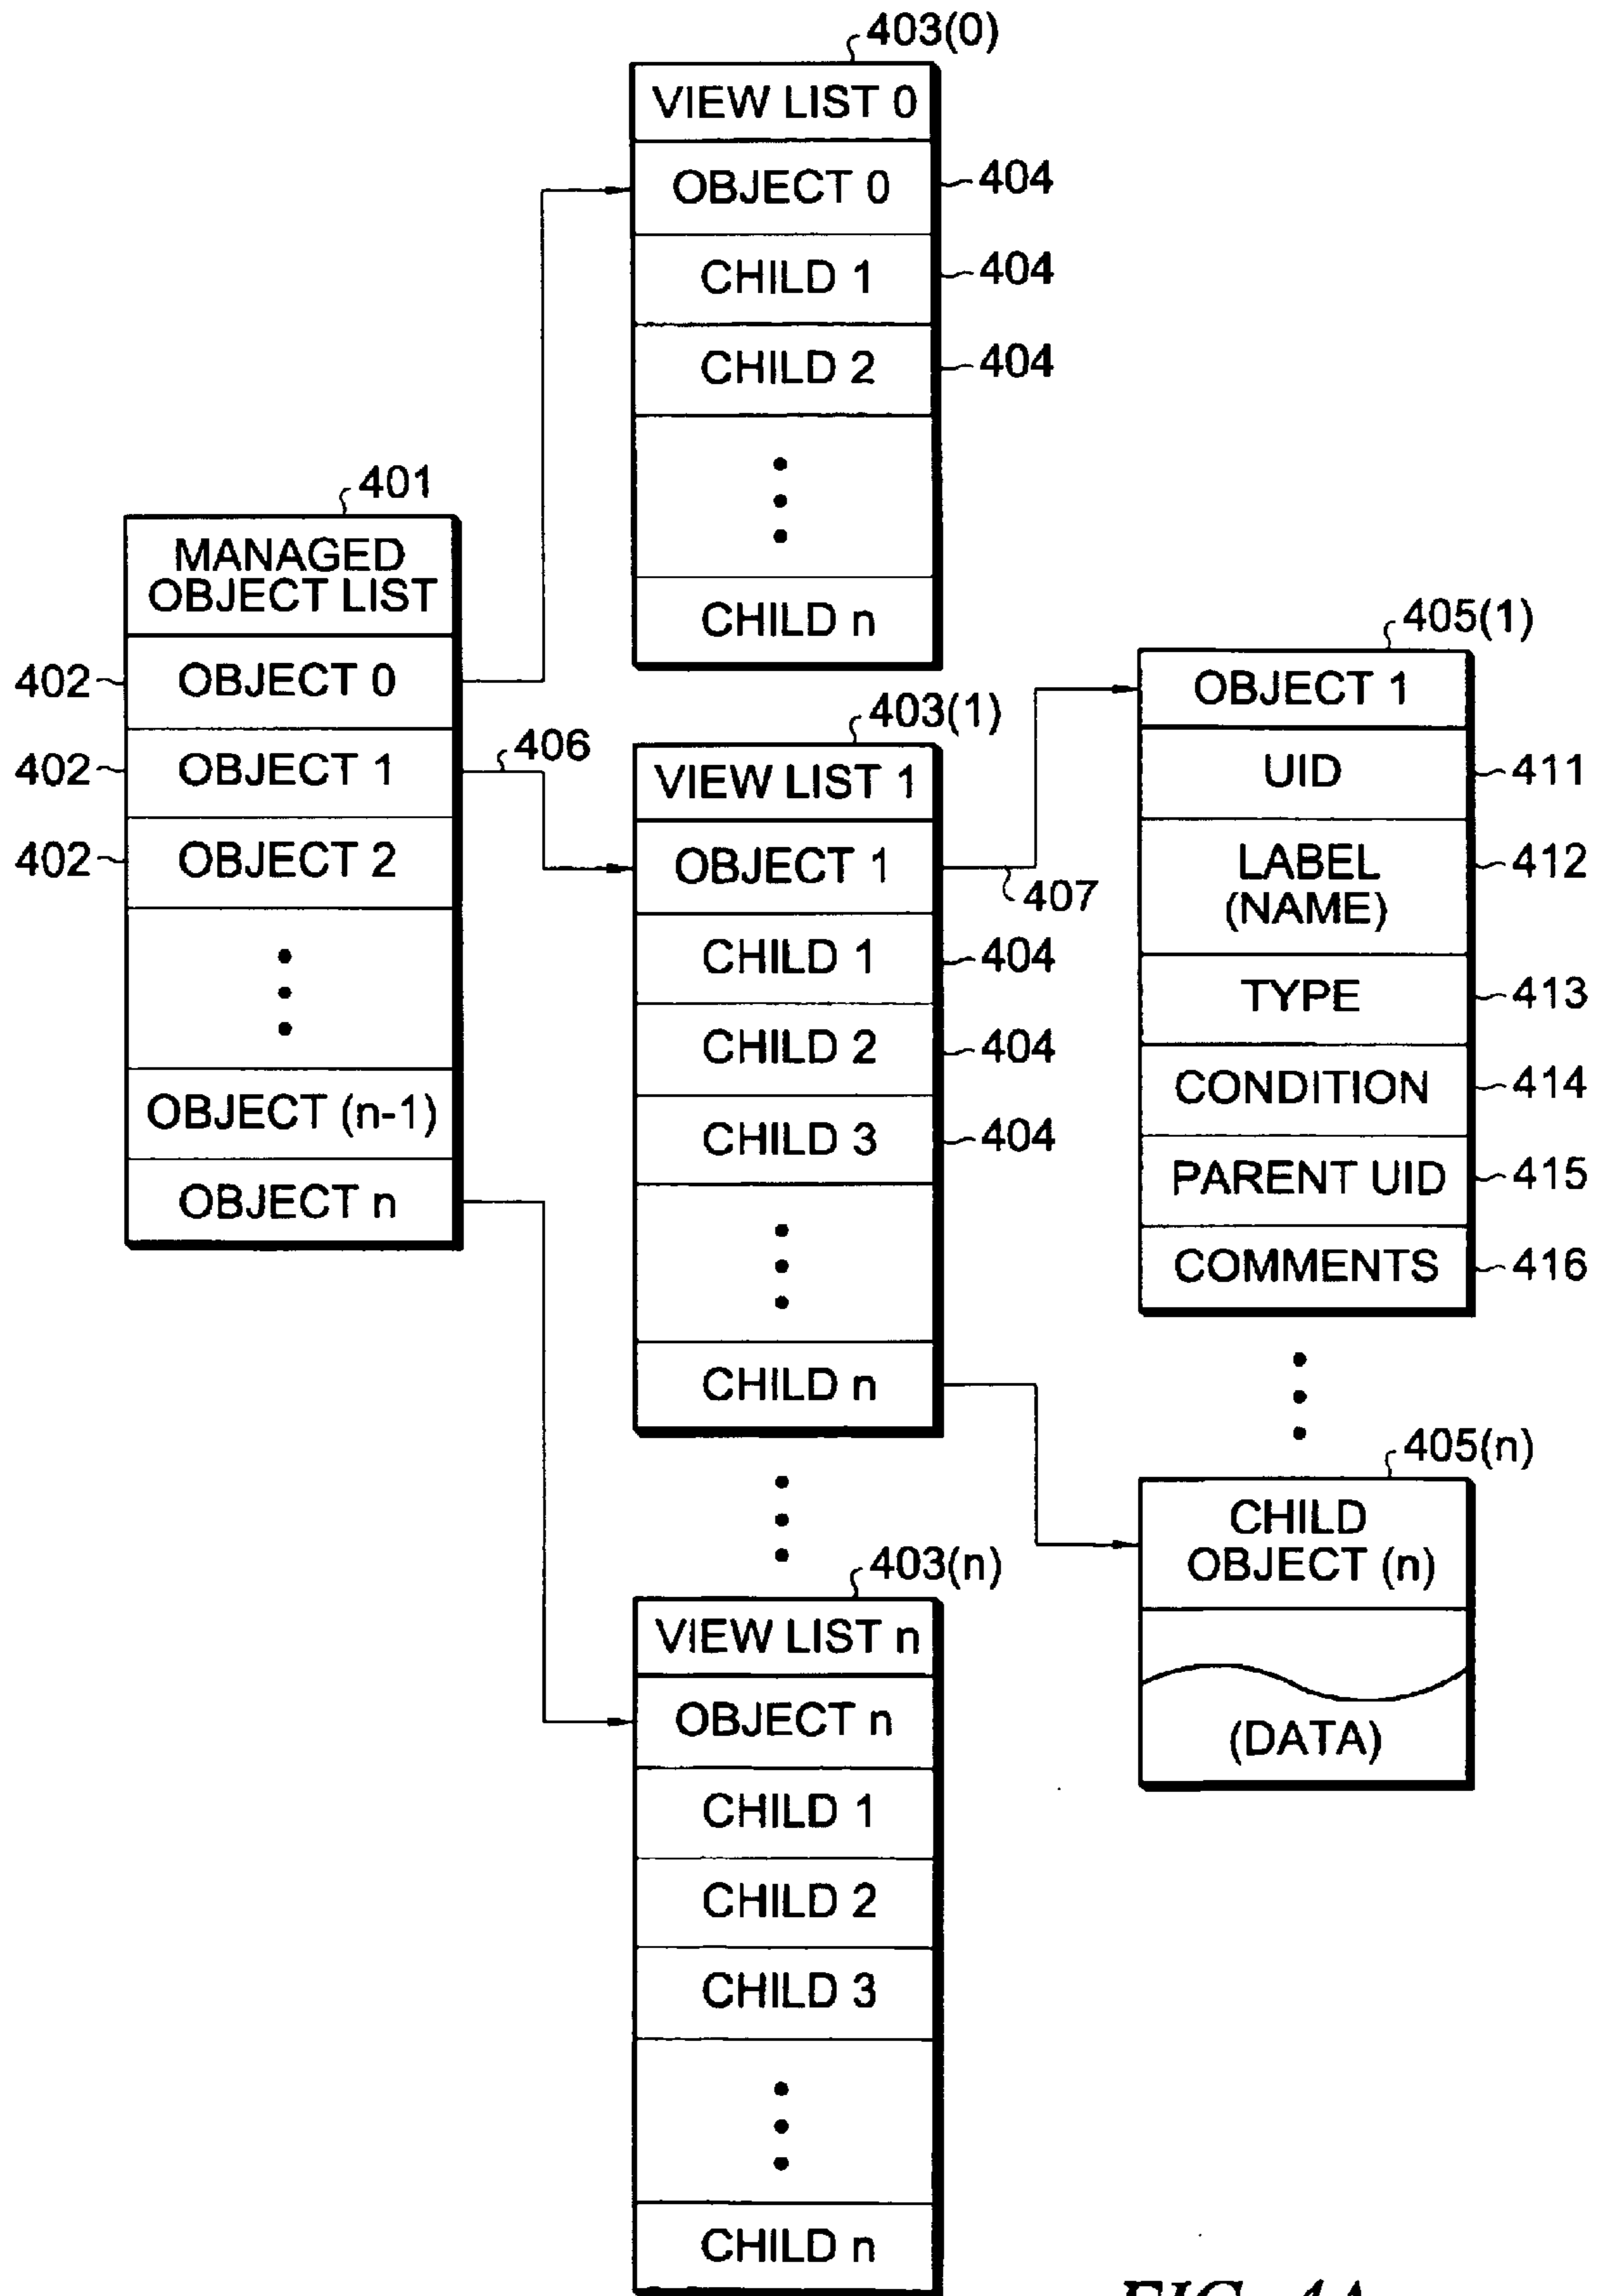 403(0)
VIEW LIST 0
OBJECT 0
404
CHILD 1
404
CHILD 2
404
CHILD n
401
MANAGED
OBJECT LIST
402
OBJECT 0
402
OBJECT 1
406
402
OBJECT 2
OBJECT (n-1)
OBJECT n
403(1)
VIEW LIST 1
OBJECT 1
407
CHILD 1
404
CHILD 2
404
CHILD 3
404
CHILD n
405(1)
OBJECT 1
UID
411
LABEL
(NAME)
412
TYPE
413
CONDITION
414
PARENT UID
415
COMMENTS
416
405(n)
CHILD
OBJECT (n)
(DATA)
403(n)
VIEW LIST n
OBJECT n
CHILD 1
CHILD 2
CHILD 3
CHILD n
FIG. 4A